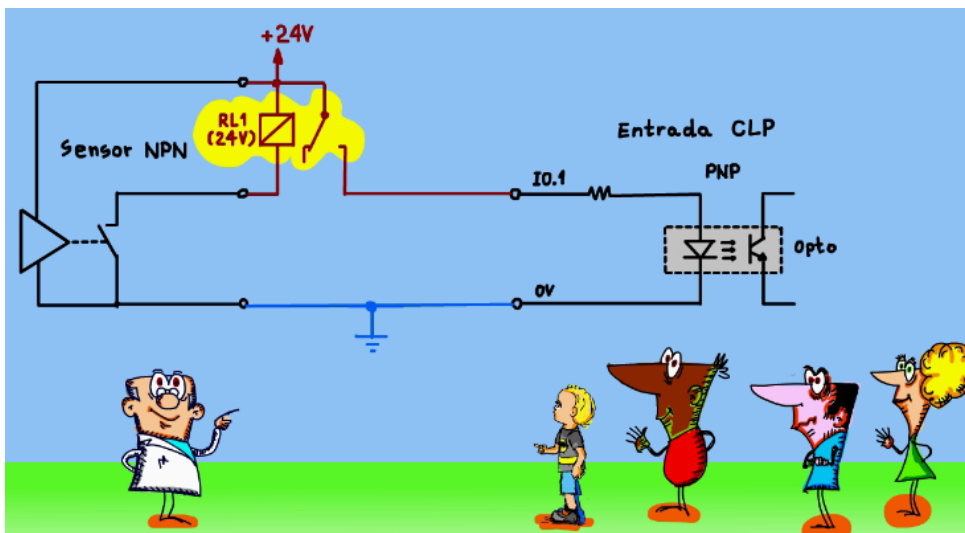 +24V
RL1
(24V)
Sensor NPN
Entrada CLP
PNP
I0.1
Opto
0V